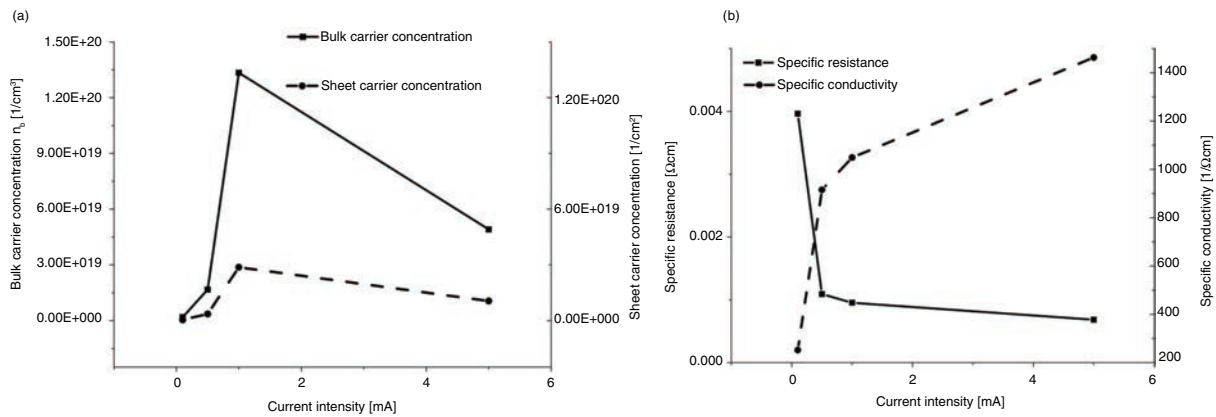 (a)
Bulk carrier concentration
Sheet carrier concentration
Bulk carrier concentration n_b [1/cm³]
1.50E+20
1.20E+020
9.00E+019
6.00E+019
3.00E+019
0.00E+000
1.20E+020
6.00E+019
0.00E+000
Sheet carrier concentration [1/cm²]
0
2
4
6
Current intensity [mA]
(b)
Specific resistance
Specific conductivity
Specific resistance [Ωcm]
0.004
0.002
0.000
1400
1200
1000
800
600
400
200
Specific conductivity [1/Ωcm]
0
2
4
6
Current intensity [mA]